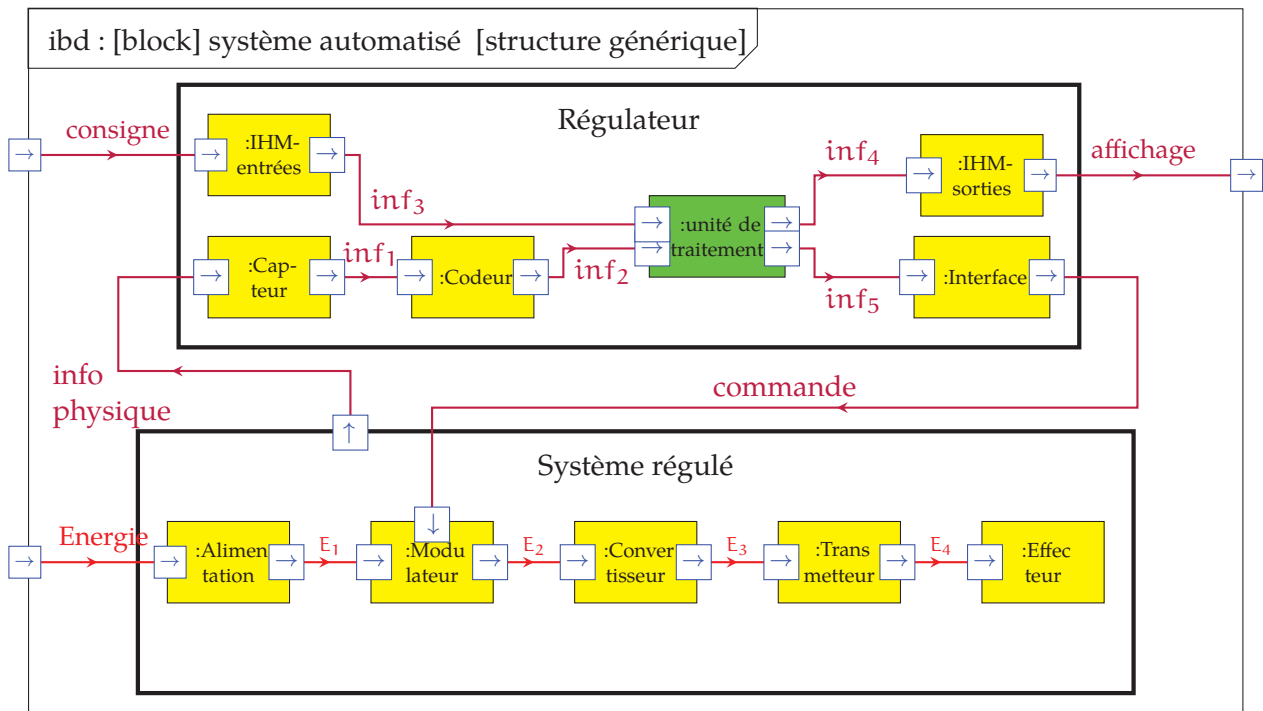 ibd : [block] système automatisé [structure générique]
Régulateur
consigne
:IHM-
entrées
inf3
:Cap-
teur
inf1
:Codeur
inf2
:unité de
traitement
inf4
:IHM-
sorties
affichage
inf5
:Interface
info
physique
commande
Système régulé
Energie
:Alimen
tation
E1
:Modu
lateur
E2
:Conver
tisseur
E3
:Trans
metteur
E4
:Effec
teur